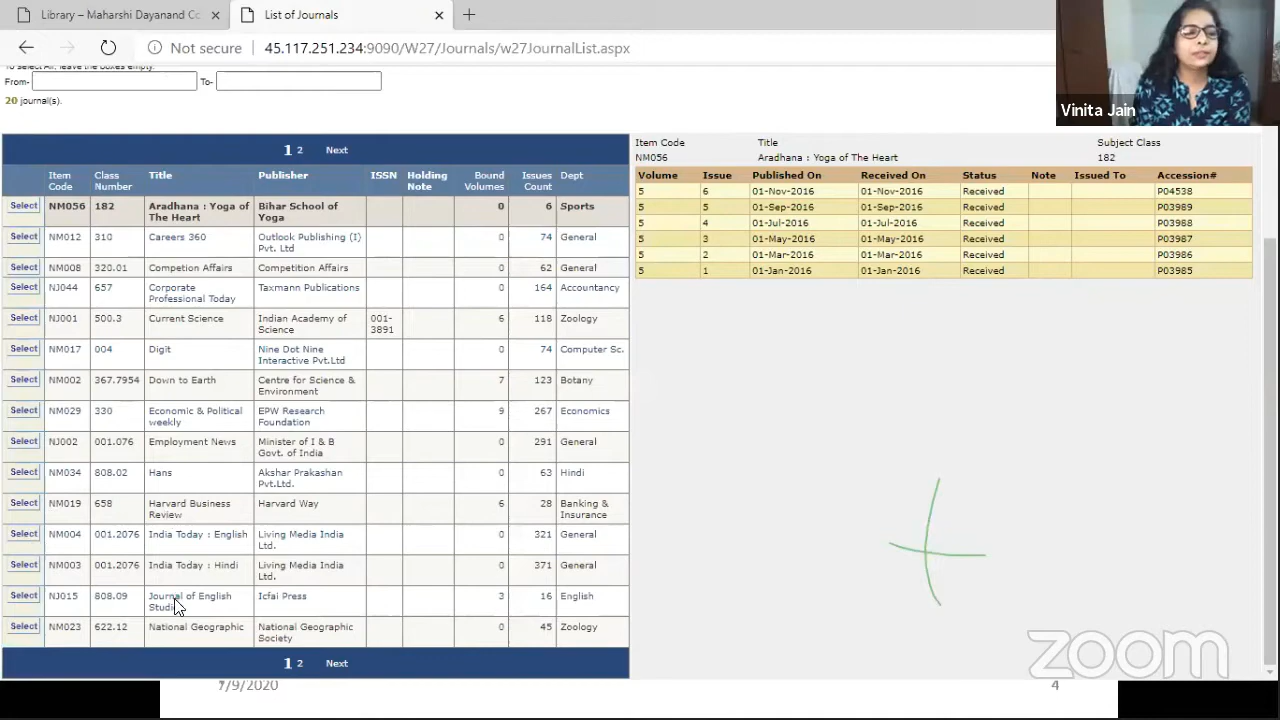 Library – Maharshi Dayanand Co
List of Journals
Not secure
45.117.251.234:9090/W27/Journals/w27JournalList.aspx
To select All, leave the boxes empty.
From- To-
20 journal(s).
Vinita Jain
1 2 Next
Item Code Class Number Title Publisher ISSN Holding Note Bound Volumes Issues Count Dept
Select NM056 182 Aradhana : Yoga of The Heart Bihar School of Yoga 0 6 Sports
Select NM012 310 Careers 360 Outlook Publishing (I) Pvt. Ltd 0 74 General
Select NM008 320.01 Competion Affairs Competition Affairs 0 62 General
Select NJ044 657 Corporate Professional Today Taxmann Publications 0 164 Accountancy
Select NJ001 500.3 Current Science Indian Academy of Science 001-3891 6 118 Zoology
Select NM017 004 Digit Nine Dot Nine Interactive Pvt.Ltd 0 74 Computer Sc.
Select NM002 367.7954 Down to Earth Centre for Science & Environment 7 123 Botany
Select NM029 330 Economic & Political weekly EPW Research Foundation 9 267 Economics
Select NJ002 001.076 Employment News Minister of I & B Govt. of India 0 291 General
Select NM034 808.02 Hans Akshar Prakashan Pvt.Ltd. 0 63 Hindi
Select NM019 658 Harvard Business Review Harvard Way 6 28 Banking & Insurance
Select NM004 001.2076 India Today : English Living Media India Ltd. 0 321 General
Select NM003 001.2076 India Today : Hindi Living Media India Ltd. 0 371 General
Select NJ015 808.09 Journal of English Studi Icfai Press 3 16 English
Select NM023 622.12 National Geographic National Geographic Society 0 45 Zoology
1 2 Next
Item Code Title Subject Class
NM056 Aradhana : Yoga of The Heart 182
Volume Issue Published On Received On Status Note Issued To Accession#
5 6 01-Nov-2016 01-Nov-2016 Received P04538
5 5 01-Sep-2016 01-Sep-2016 Received P03989
5 4 01-Jul-2016 01-Jul-2016 Received P03988
5 3 01-May-2016 01-May-2016 Received P03987
5 2 01-Mar-2016 01-Mar-2016 Received P03986
5 1 01-Jan-2016 01-Jan-2016 Received P03985
zoom
7/9/2020
4